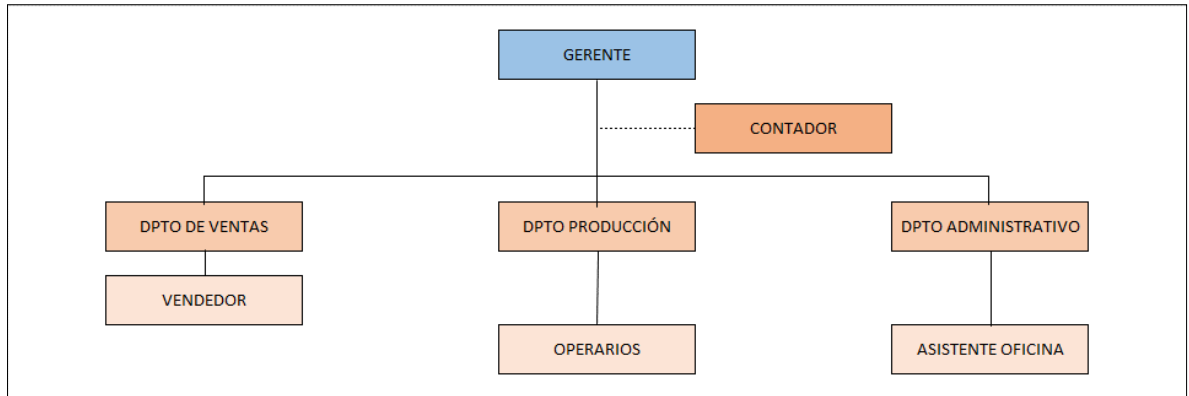 GERENTE
CONTADOR
DPTO DE VENTAS
DPTO PRODUCCIÓN
DPTO ADMINISTRATIVO
VENDEDOR
OPERARIOS
ASISTENTE OFICINA